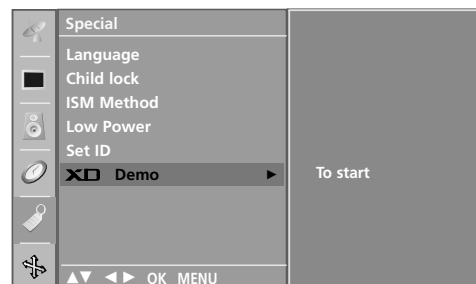 Special
Language
Child lock
ISM Method
Low Power
Set ID
XD Demo ► To start
▲▼ ◄► OK MENU